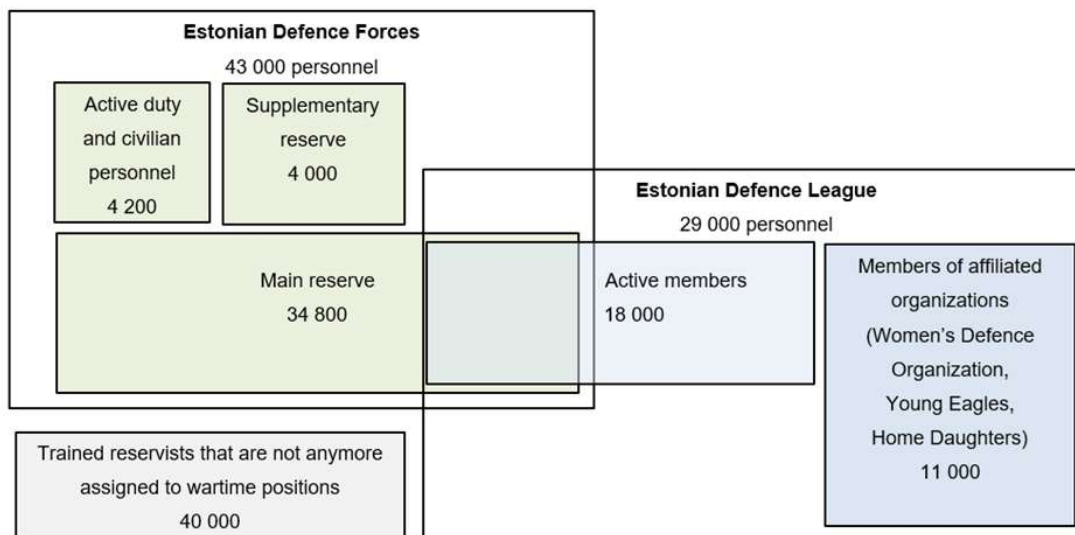 Estonian Defence Forces
43 000 personnel
Active duty
and civilian
personnel
4 200
Supplementary
reserve
4 000
Estonian Defence League
29 000 personnel
Main reserve
34 800
Active members
18 000
Members of affiliated
organizations
(Women’s Defence
Organization,
Young Eagles,
Home Daughters)
11 000
Trained reservists that are not anymore
assigned to wartime positions
40 000